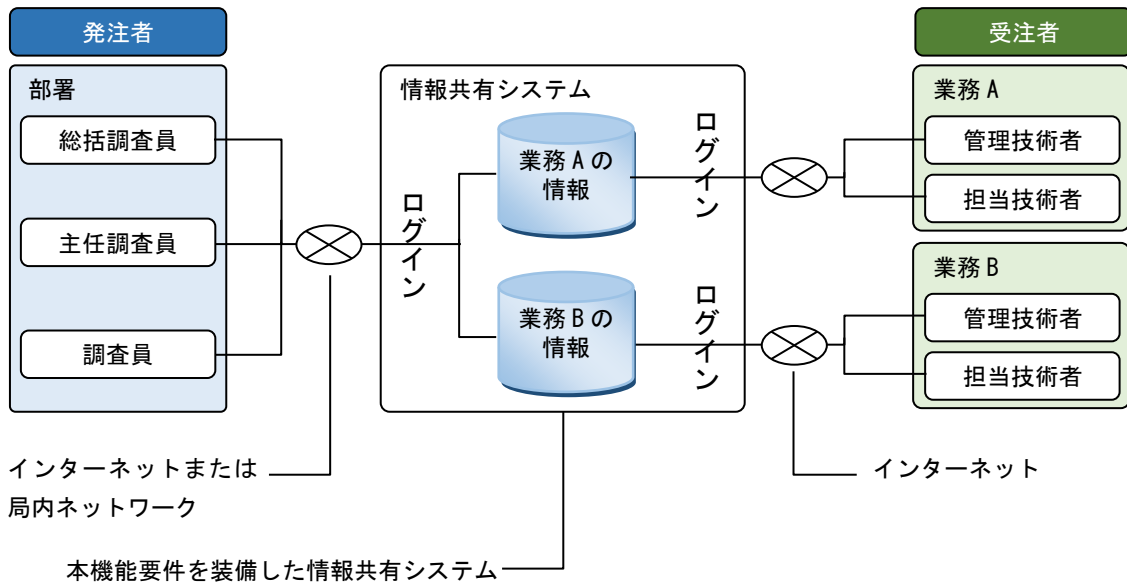 発注者
部署
総括調査員
主任調査員
調査員
情報共有システム
ログイン
業務Aの
情報
ログイン
業務Bの
情報
ログイン
受注者
業務A
管理技術者
担当技術者
業務B
管理技術者
担当技術者
インターネットまたは
局内ネットワーク
インターネット
本機能要件を装備した情報共有システム